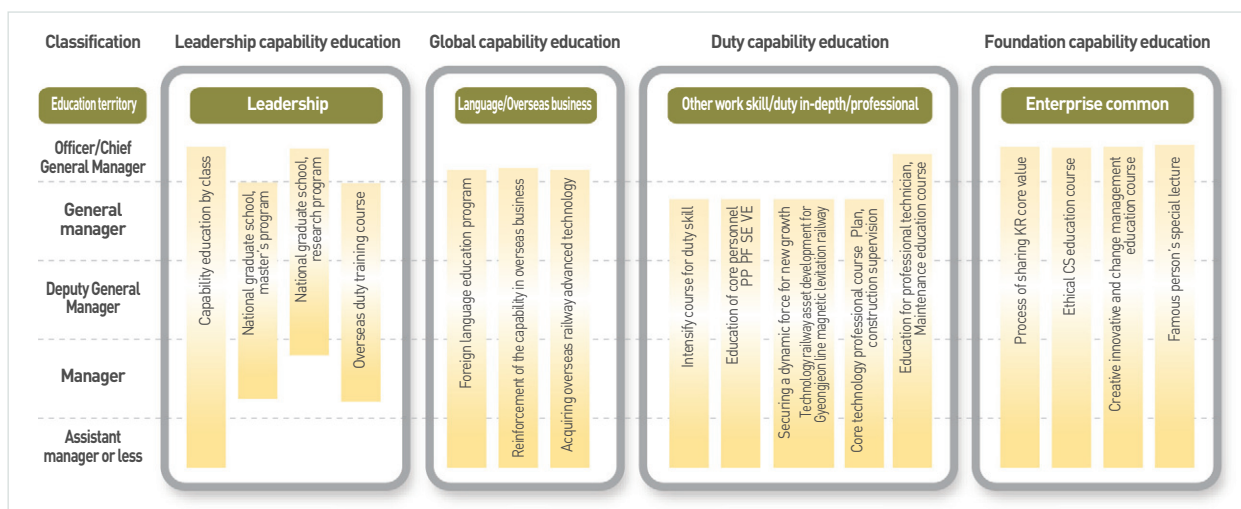 Classification
Leadership capability education
Global capability education
Duty capability education
Foundation capability education
Education territory
Leadership
Language/Overseas business
Other work skill/duty in-depth/professional
Enterprise common
Officer/Chief
General Manager
General
manager
Deputy General
Manager
Manager
Assistant
manager or less
Capability education by class
National graduate school,
master's program
National graduate school,
research program
Overseas duty training course
Foreign language education program
Reinforcement of the capability in overseas business
Acquiring overseas railway advanced technology
Intensify course for duty skill
Education of core personnel
PP PF SE VE
Securing a dynamic force for new growth
Technology railway asset development for
Gyeongjeon line magnetic levitation railway
Core technology professional course Plan,
construction supervision
Education for professional technician,
Maintenance education course
Process of sharing KR core value
Ethical CS education course
Creative innovative and change management
education course
Famous person's special lecture